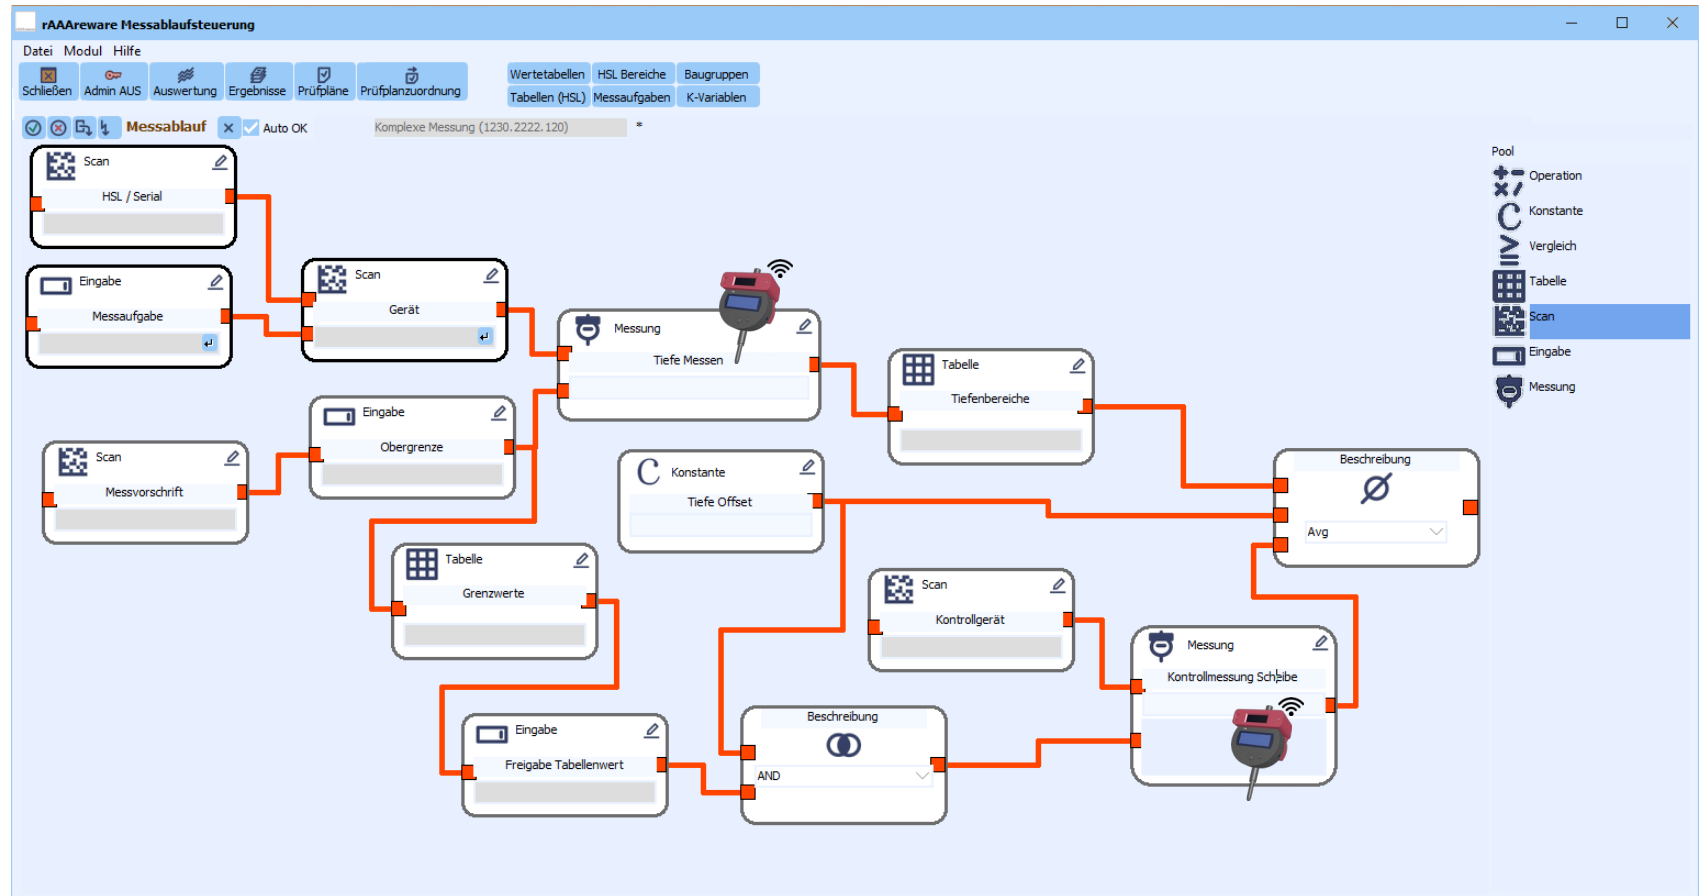 rAAAreware Messablaufsteuerung
Datei Modul Hilfe
Schließen Admin AUS Auswertung Ergebnisse Prüfpläne Prüfplanzuordnung
Wertetabellen HSL Bereiche Baugruppen
Tabellen (HSL) Messaufgaben K-Variablen
Messablauf Auto OK Komplexe Messung (1230.2222.120) *
Scan
HSL / Serial
Eingabe
Messaufgabe
Scan
Gerät
Messung
Tiefe Messen
Tabelle
Tiefenbereiche
Eingabe
Obergrenze
Scan
Messvorschrift
C Konstante
Tiefe Offset
Beschreibung
Avg
Tabelle
Grenzwerte
Scan
Kontrollgerät
Messung
Kontrollmessung Scheibe
Eingabe
Freigabe Tabellenwert
Beschreibung
AND
Pool
Operation
C Konstante
Vergleich
Tabelle
Scan
Eingabe
Messung